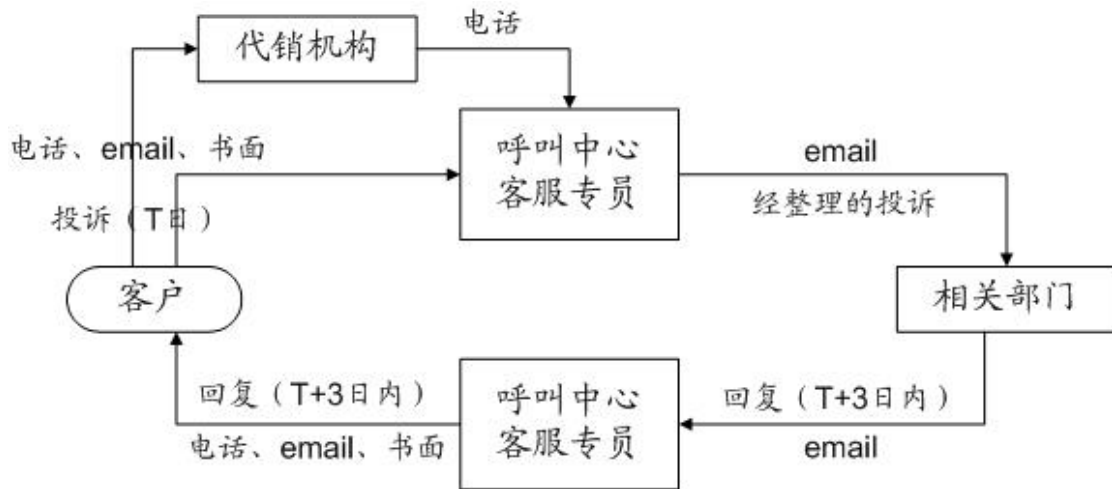 代销机构
电话
电话、email、书面
投诉（T日）
呼叫中心
客服专员
email
经整理的投诉
客户
相关部门
回复（T+3日内）
电话、email、书面
呼叫中心
客服专员
回复（T+3日内）
email